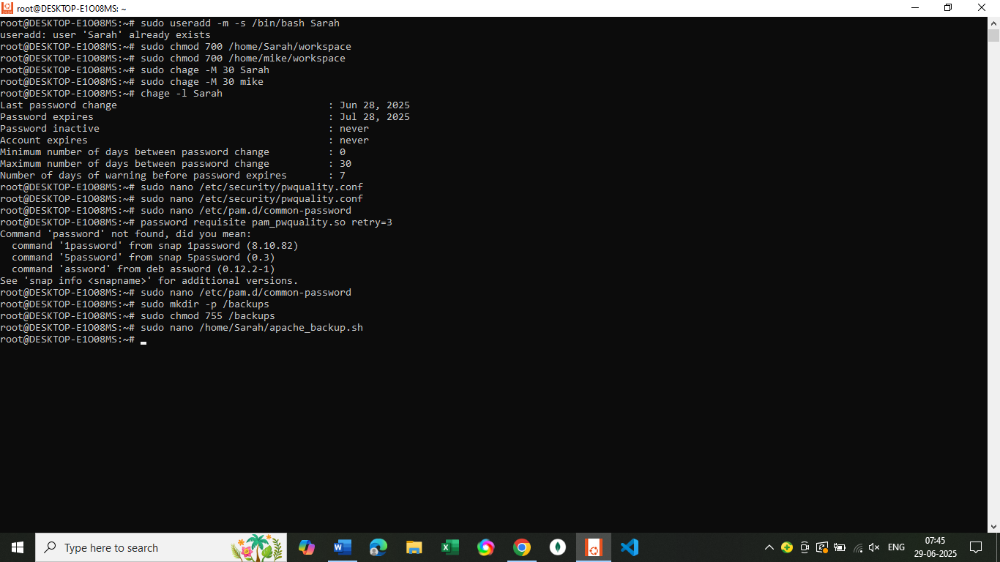 root@DESKTOP-E1O08MS: ~
root@DESKTOP-E1O08MS:~# sudo useradd -m -s /bin/bash Sarah
useradd: user 'Sarah' already exists
root@DESKTOP-E1O08MS:~# sudo chmod 700 /home/Sarah/workspace
root@DESKTOP-E1O08MS:~# sudo chmod 700 /home/mike/workspace
root@DESKTOP-E1O08MS:~# sudo chage -M 30 Sarah
root@DESKTOP-E1O08MS:~# sudo chage -M 30 mike
root@DESKTOP-E1O08MS:~# chage -l Sarah
Last password change                                    : Jun 28, 2025
Password expires                                        : Jul 28, 2025
Password inactive                                       : never
Account expires                                         : never
Minimum number of days between password change          : 0
Maximum number of days between password change          : 30
Number of days of warning before password expires       : 7
root@DESKTOP-E1O08MS:~# sudo nano /etc/security/pwquality.conf
root@DESKTOP-E1O08MS:~# sudo nano /etc/security/pwquality.conf
root@DESKTOP-E1O08MS:~# sudo nano /etc/pam.d/common-password
root@DESKTOP-E1O08MS:~# password requisite pam_pwquality.so retry=3
Command 'password' not found, did you mean:
  command '1password' from snap 1password (8.10.82)
  command '5password' from snap 5password (0.3)
  command 'assword' from deb assword (0.12.2-1)
See 'snap info <snapname>' for additional versions.
root@DESKTOP-E1O08MS:~# sudo nano /etc/pam.d/common-password
root@DESKTOP-E1O08MS:~# sudo mkdir -p /backups
root@DESKTOP-E1O08MS:~# sudo chmod 755 /backups
root@DESKTOP-E1O08MS:~# sudo nano /home/Sarah/apache_backup.sh
root@DESKTOP-E1O08MS:~#
Type here to search
ENG
07:45
29-06-2025